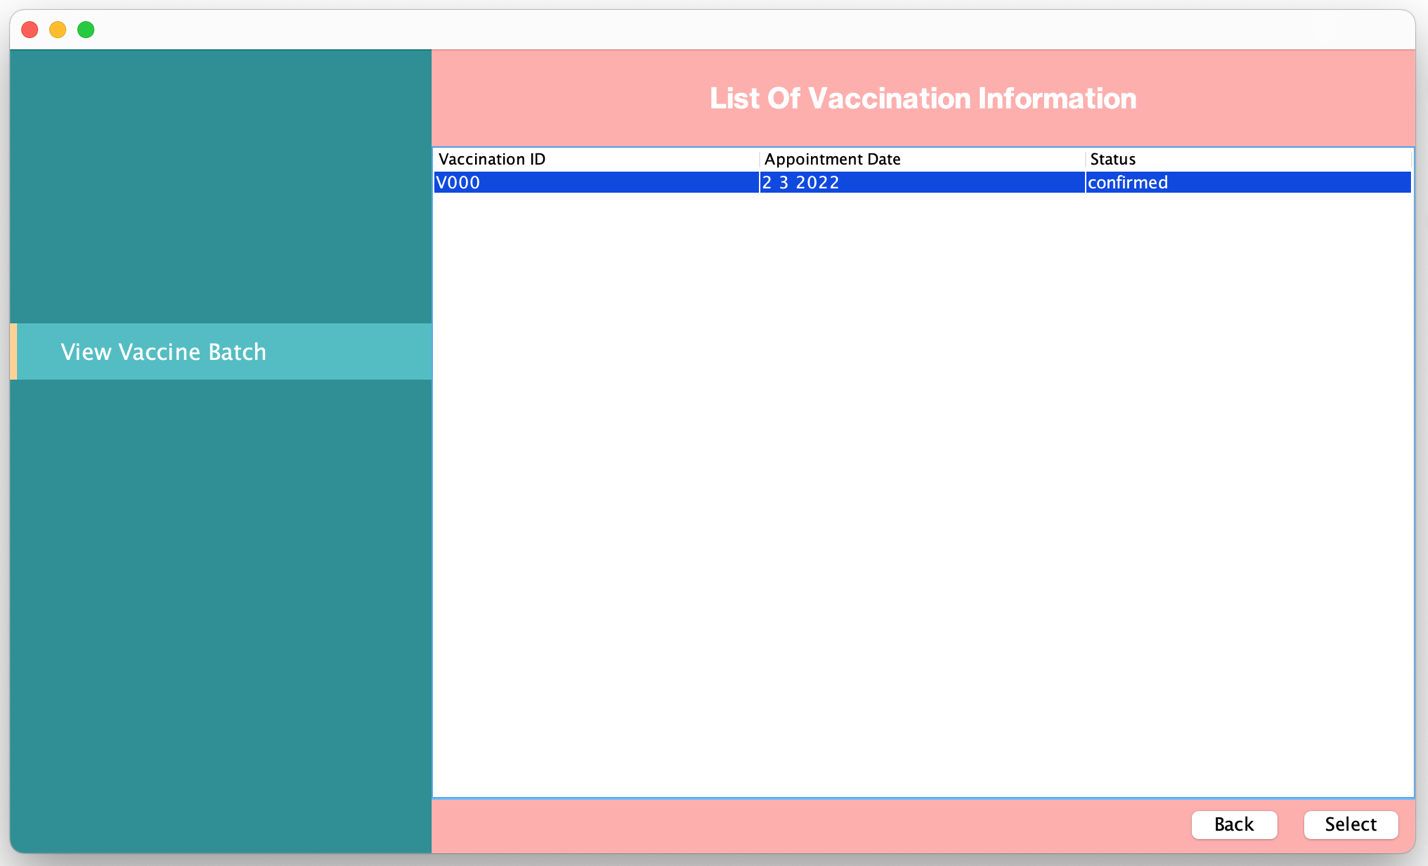 List Of Vaccination Information
Vaccination ID Appointment Date Status
V000 2 3 2022 confirmed
View Vaccine Batch
Back Select